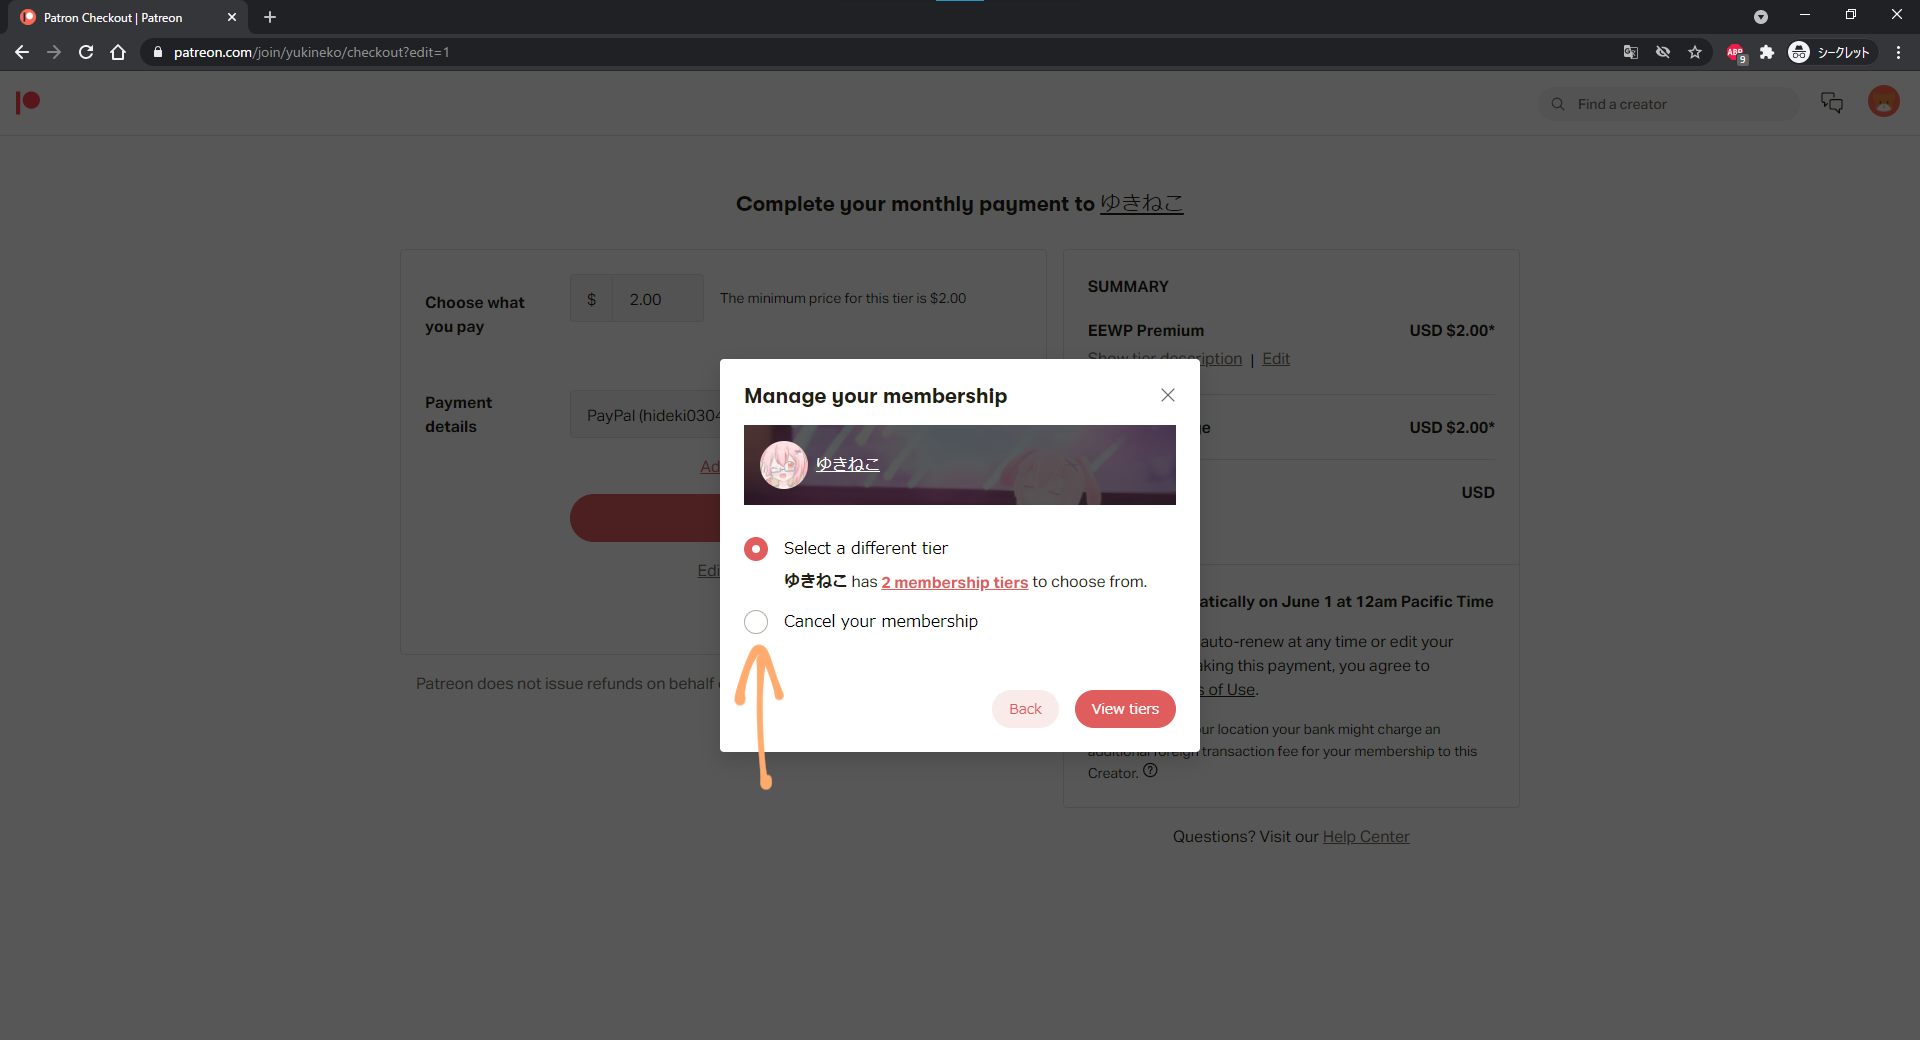 Patron Checkout | Patreon
patreon.com/join/yukineko/checkout?edit=1
ABP
9
シークレット
Find a creator
Complete your monthly payment to ゆきねこ
Choose what
you pay
$ 2.00
The minimum price for this tier is $2.00
Payment
details
PayPal (hideki0304
Ad
Edi
Patreon does not issue refunds on behalf
SUMMARY
EEWP Premium
USD $2.00*
Show tier description | Edit
e
USD $2.00*
USD
atically on June 1 at 12am Pacific Time
auto-renew at any time or edit your
king this payment, you agree to
s of Use.
ur location your bank might charge an
additional foreign transaction fee for your membership to this
Creator. ?
Questions? Visit our Help Center
Manage your membership
ゆきねこ
Select a different tier
ゆきねこ has 2 membership tiers to choose from.
Cancel your membership
Back
View tiers